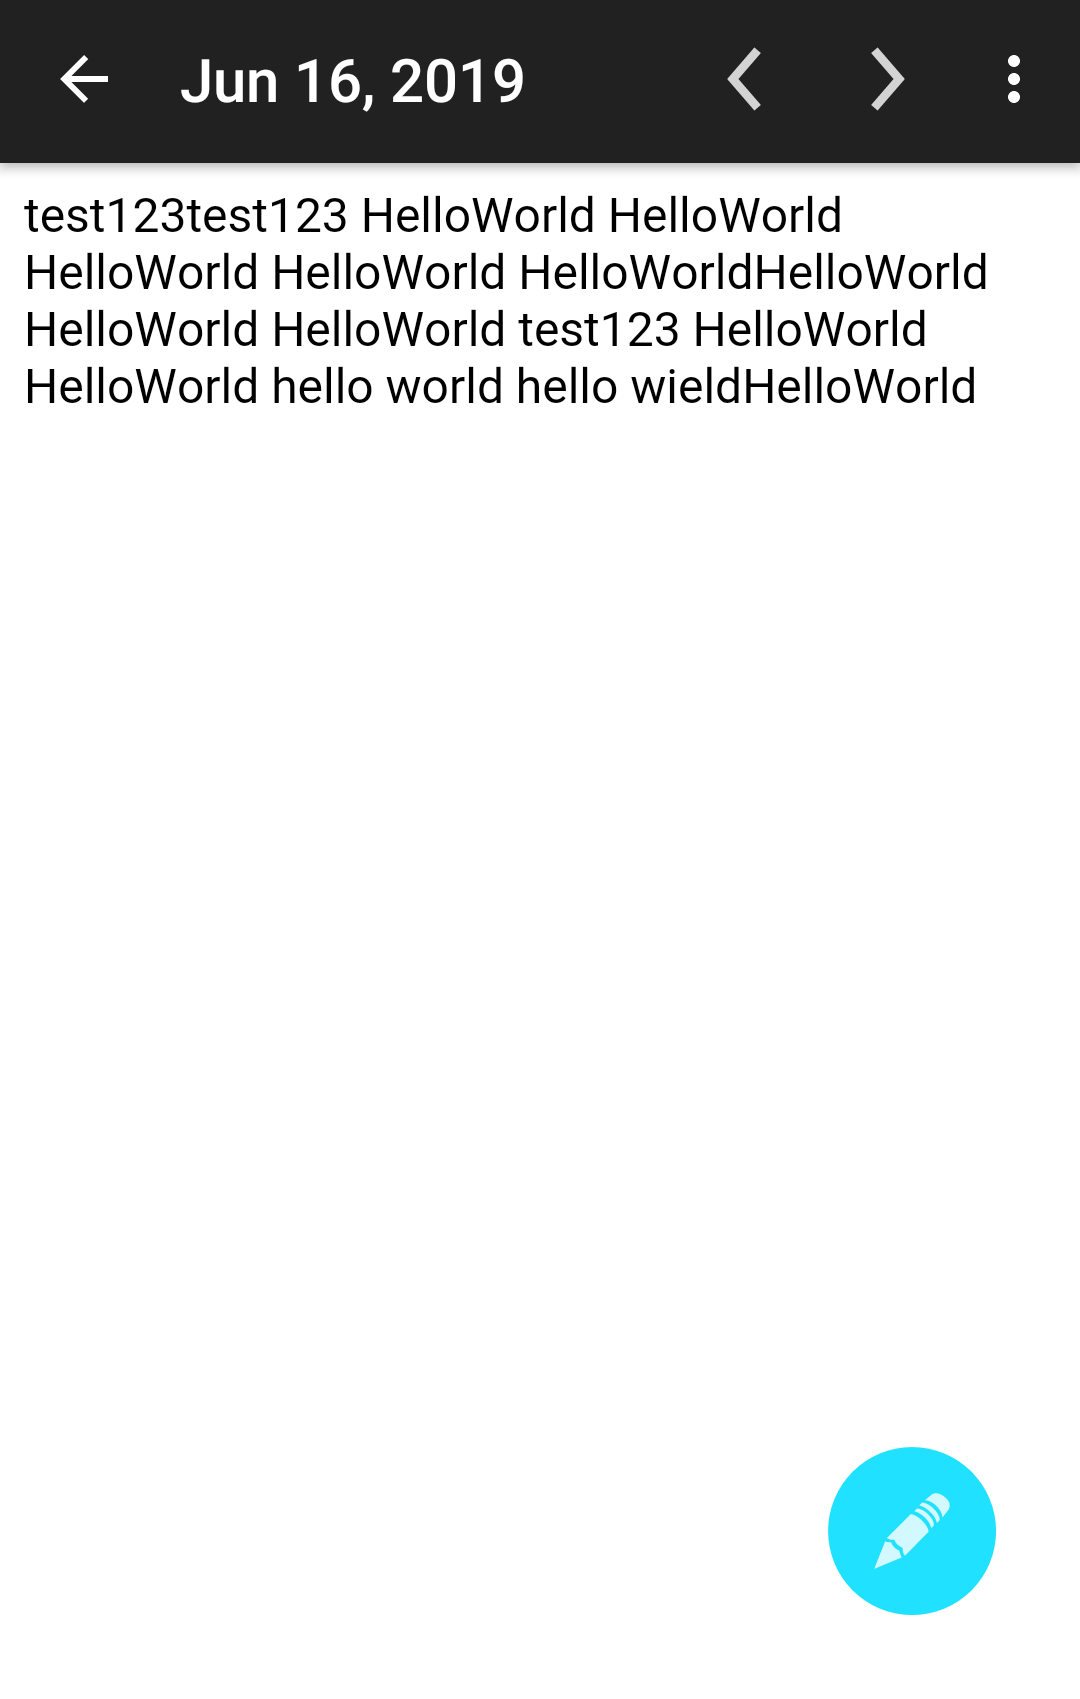 Jun 16, 2019
test123test123 HelloWorld HelloWorld
HelloWorld HelloWorld HelloWorldHelloWorld
HelloWorld HelloWorld test123 HelloWorld
HelloWorld hello world hello wieldHelloWorld